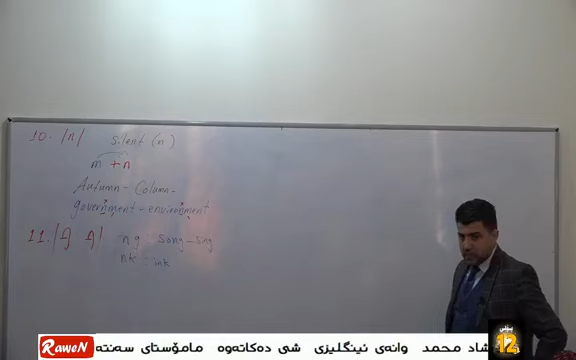 10. /n/ silent (n)
m + n
Autumn - Column -
government - environment
11. /ŋ ŋ/ ng : song - sing
nk : ink
RaweN
شاد محمد وانەی ئینگلیزی شی دەکاتەوە مامۆستای سەنتە
پۆلی
12